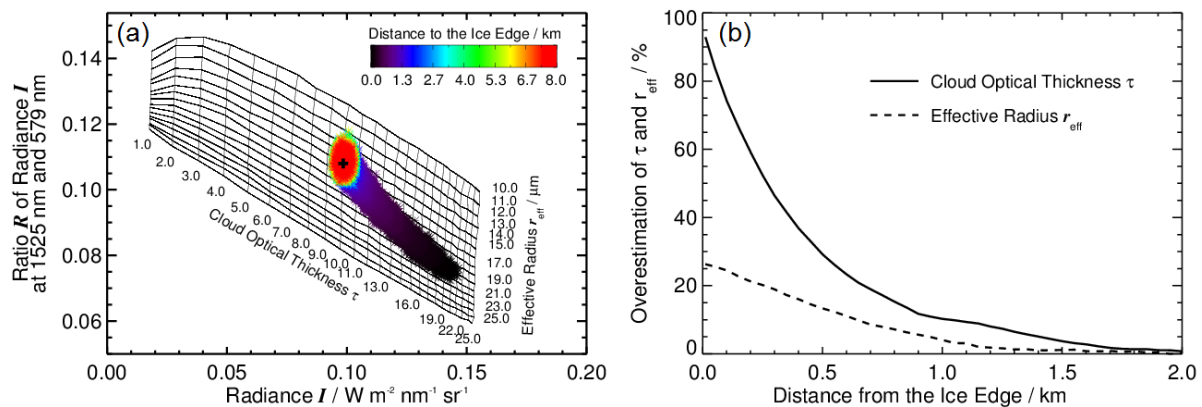 (a)
Distance to the Ice Edge / km
0.0 1.3 2.7 4.0 5.3 6.7 8.0
Ratio R of Radiance I
at 1525 nm and 579 nm
0.14
0.12
0.10
0.08
0.06
1.0
2.0
3.0
4.0
5.0
6.0
7.0
8.0
9.0
10.0
11.0
13.0
16.0
19.0
22.0
25.0
Cloud Optical Thickness τ
10.0
11.0
12.0
13.0
14.0
15.0
17.0
19.0
21.0
23.0
25.0
Effective Radius r_eff / μm
0.00 0.05 0.10 0.15 0.20
Radiance I / W m⁻² nm⁻¹ sr⁻¹
(b)
Overestimation of τ and r_eff / %
100
80
60
40
20
0
Cloud Optical Thickness τ
Effective Radius r_eff
0.0 0.5 1.0 1.5 2.0
Distance from the Ice Edge / km